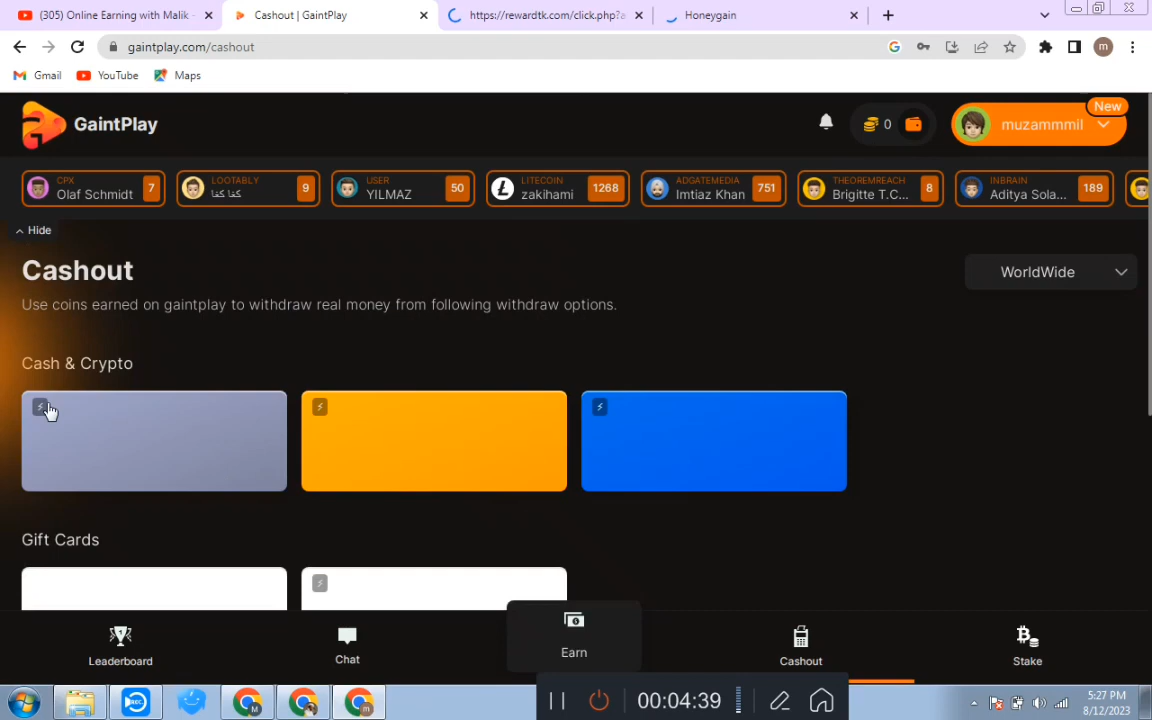 (305) Online Earning with Malik -
Cashout | GaintPlay
https://rewardtk.com/click.php?a
Honeygain
gaintplay.com/cashout
Gmail
YouTube
Maps
GaintPlay
0
muzammmil
New
CPX
Olaf Schmidt
7
LOOTABLY
9
USER
YILMAZ
50
LITECOIN
zakihami
1268
ADGATEMEDIA
Imtiaz Khan
751
THEOREMREACH
Brigitte T.C...
8
INBRAIN
Aditya Sola...
189
Hide
Cashout
WorldWide
Use coins earned on gaintplay to withdraw real money from following withdraw options.
Cash & Crypto
Gift Cards
Leaderboard
Chat
Earn
Cashout
Stake
REC
M
m
00:04:39
5:27 PM
8/12/2023